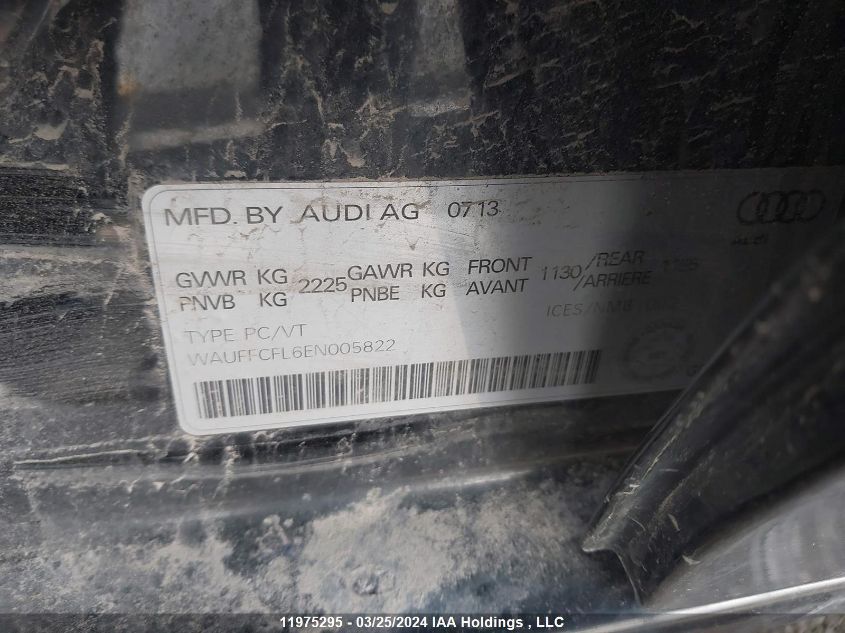 MFD. BY AUDI AG 0713
Audi
GVWR KG 2225 GAWR KG FRONT 1130 /REAR
PNVB KG PNBE KG AVANT /ARRIERE
ICES/NMB
TYPE PC/VT
WAUFFCFL6EN005822
11975295 - 03/25/2024 IAA Holdings , LLC